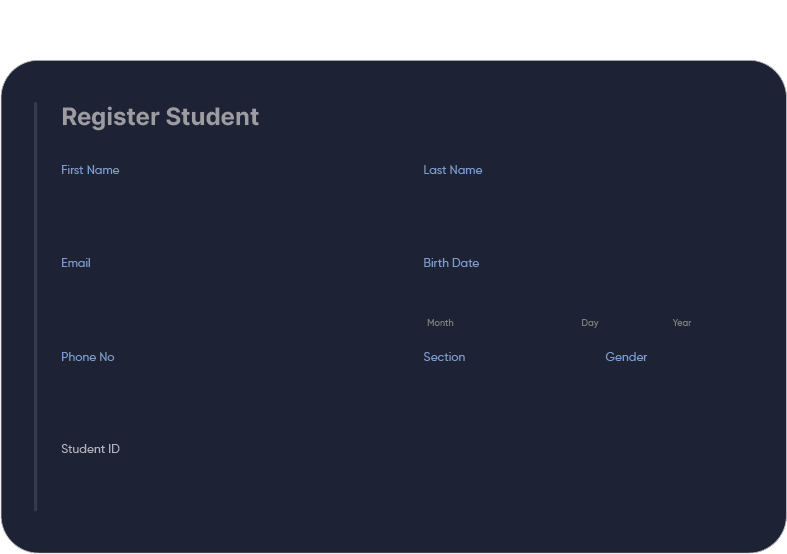 Register Student
First Name
Last Name
Email
Birth Date
Month
Day
Year
Phone No
Section
Gender
Student ID